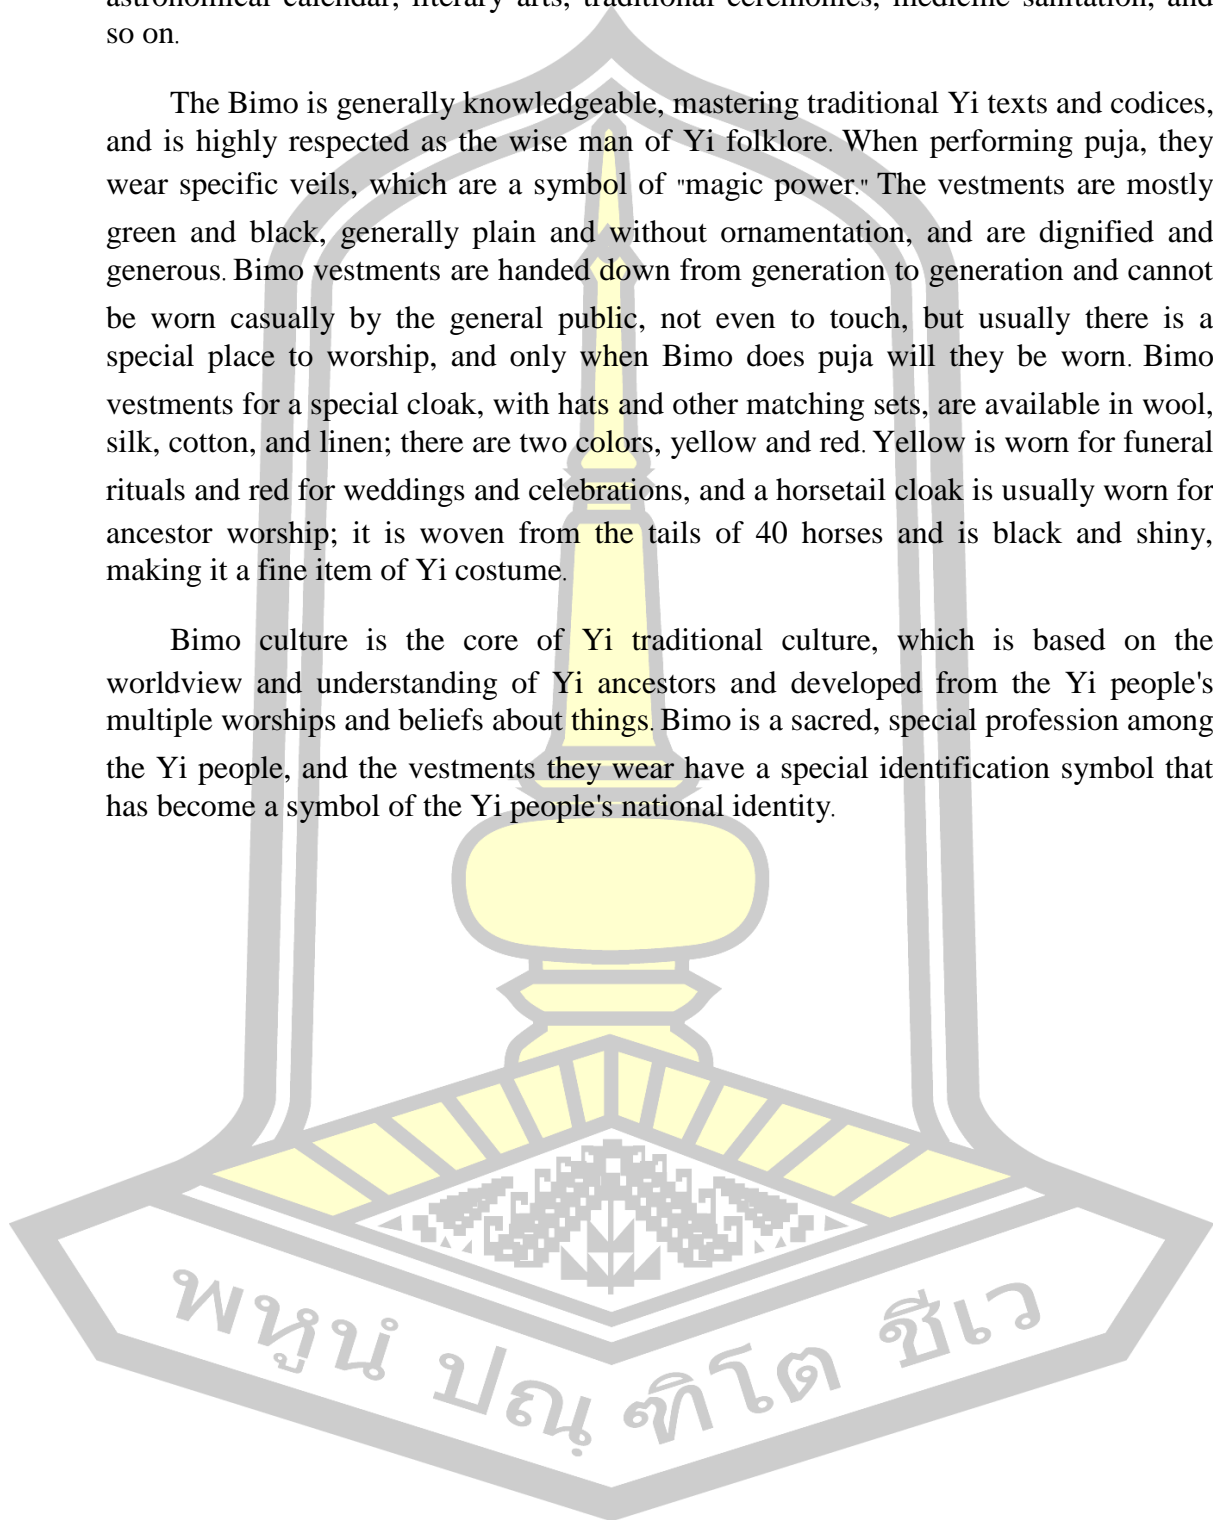 astronomical calendar, literary arts, traditional ceremonies, medicine sanitation, and
so on.
The Bimo is generally knowledgeable, mastering traditional Yi texts and codices,
and is highly respected as the wise man of Yi folklore. When performing puja, they
wear specific veils, which are a symbol of "magic power." The vestments are mostly
green and black, generally plain and without ornamentation, and are dignified and
generous. Bimo vestments are handed down from generation to generation and cannot
be worn casually by the general public, not even to touch, but usually there is a
special place to worship, and only when Bimo does puja will they be worn. Bimo
vestments for a special cloak, with hats and other matching sets, are available in wool,
silk, cotton, and linen; there are two colors, yellow and red. Yellow is worn for funeral
rituals and red for weddings and celebrations, and a horsetail cloak is usually worn for
ancestor worship; it is woven from the tails of 40 horses and is black and shiny,
making it a fine item of Yi costume.
Bimo culture is the core of Yi traditional culture, which is based on the
worldview and understanding of Yi ancestors and developed from the Yi people's
multiple worships and beliefs about things. Bimo is a sacred, special profession among
the Yi people, and the vestments they wear have a special identification symbol that
has become a symbol of the Yi people's national identity.
พหูนํ ปณฺฑิโต ชีเว